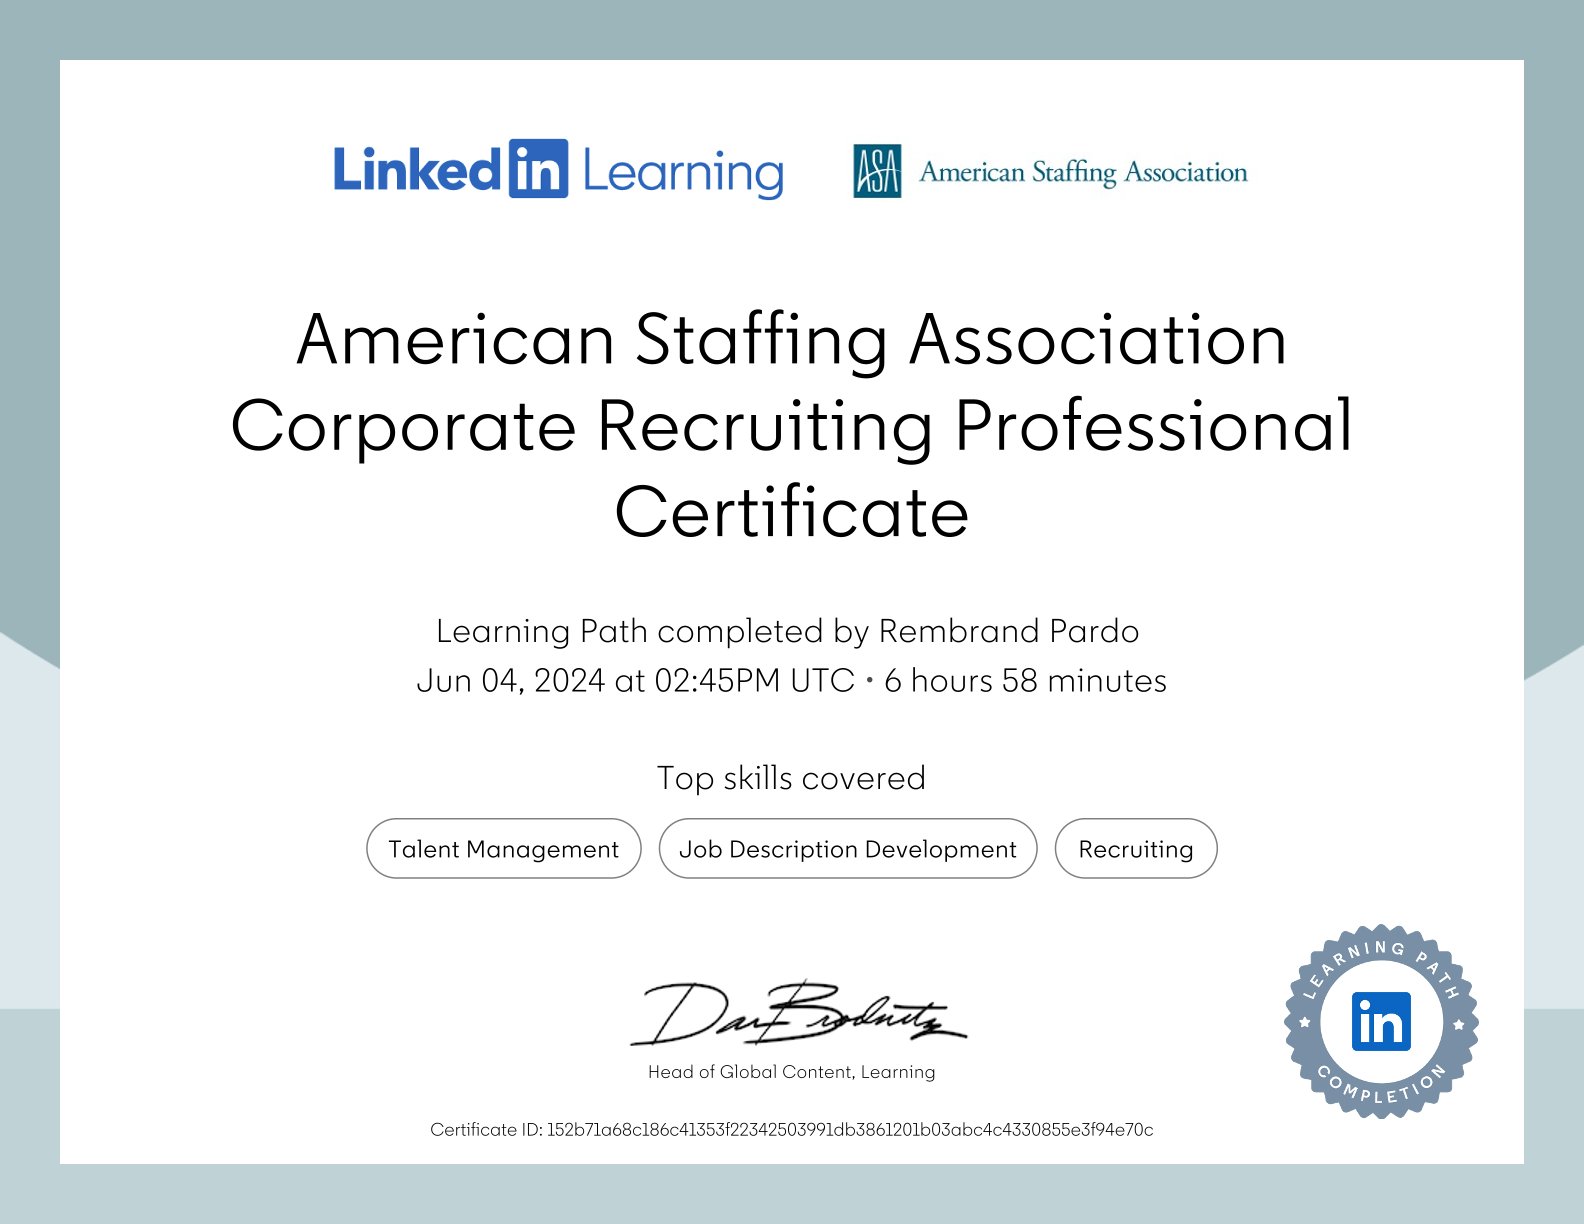 LinkedIn Learning
ASA American Staffing Association
American Staffing Association
Corporate Recruiting Professional
Certificate
Learning Path completed by Rembrand Pardo
Jun 04, 2024 at 02:45PM UTC • 6 hours 58 minutes
Top skills covered
Talent Management
Job Description Development
Recruiting
Dan Brodnitz
Head of Global Content, Learning
LEARNING PATH
in
COMPLETION
Certificate ID: 152b71a68c186c41353f22342503991db3861201b03abc4c4330855e3f94e70c